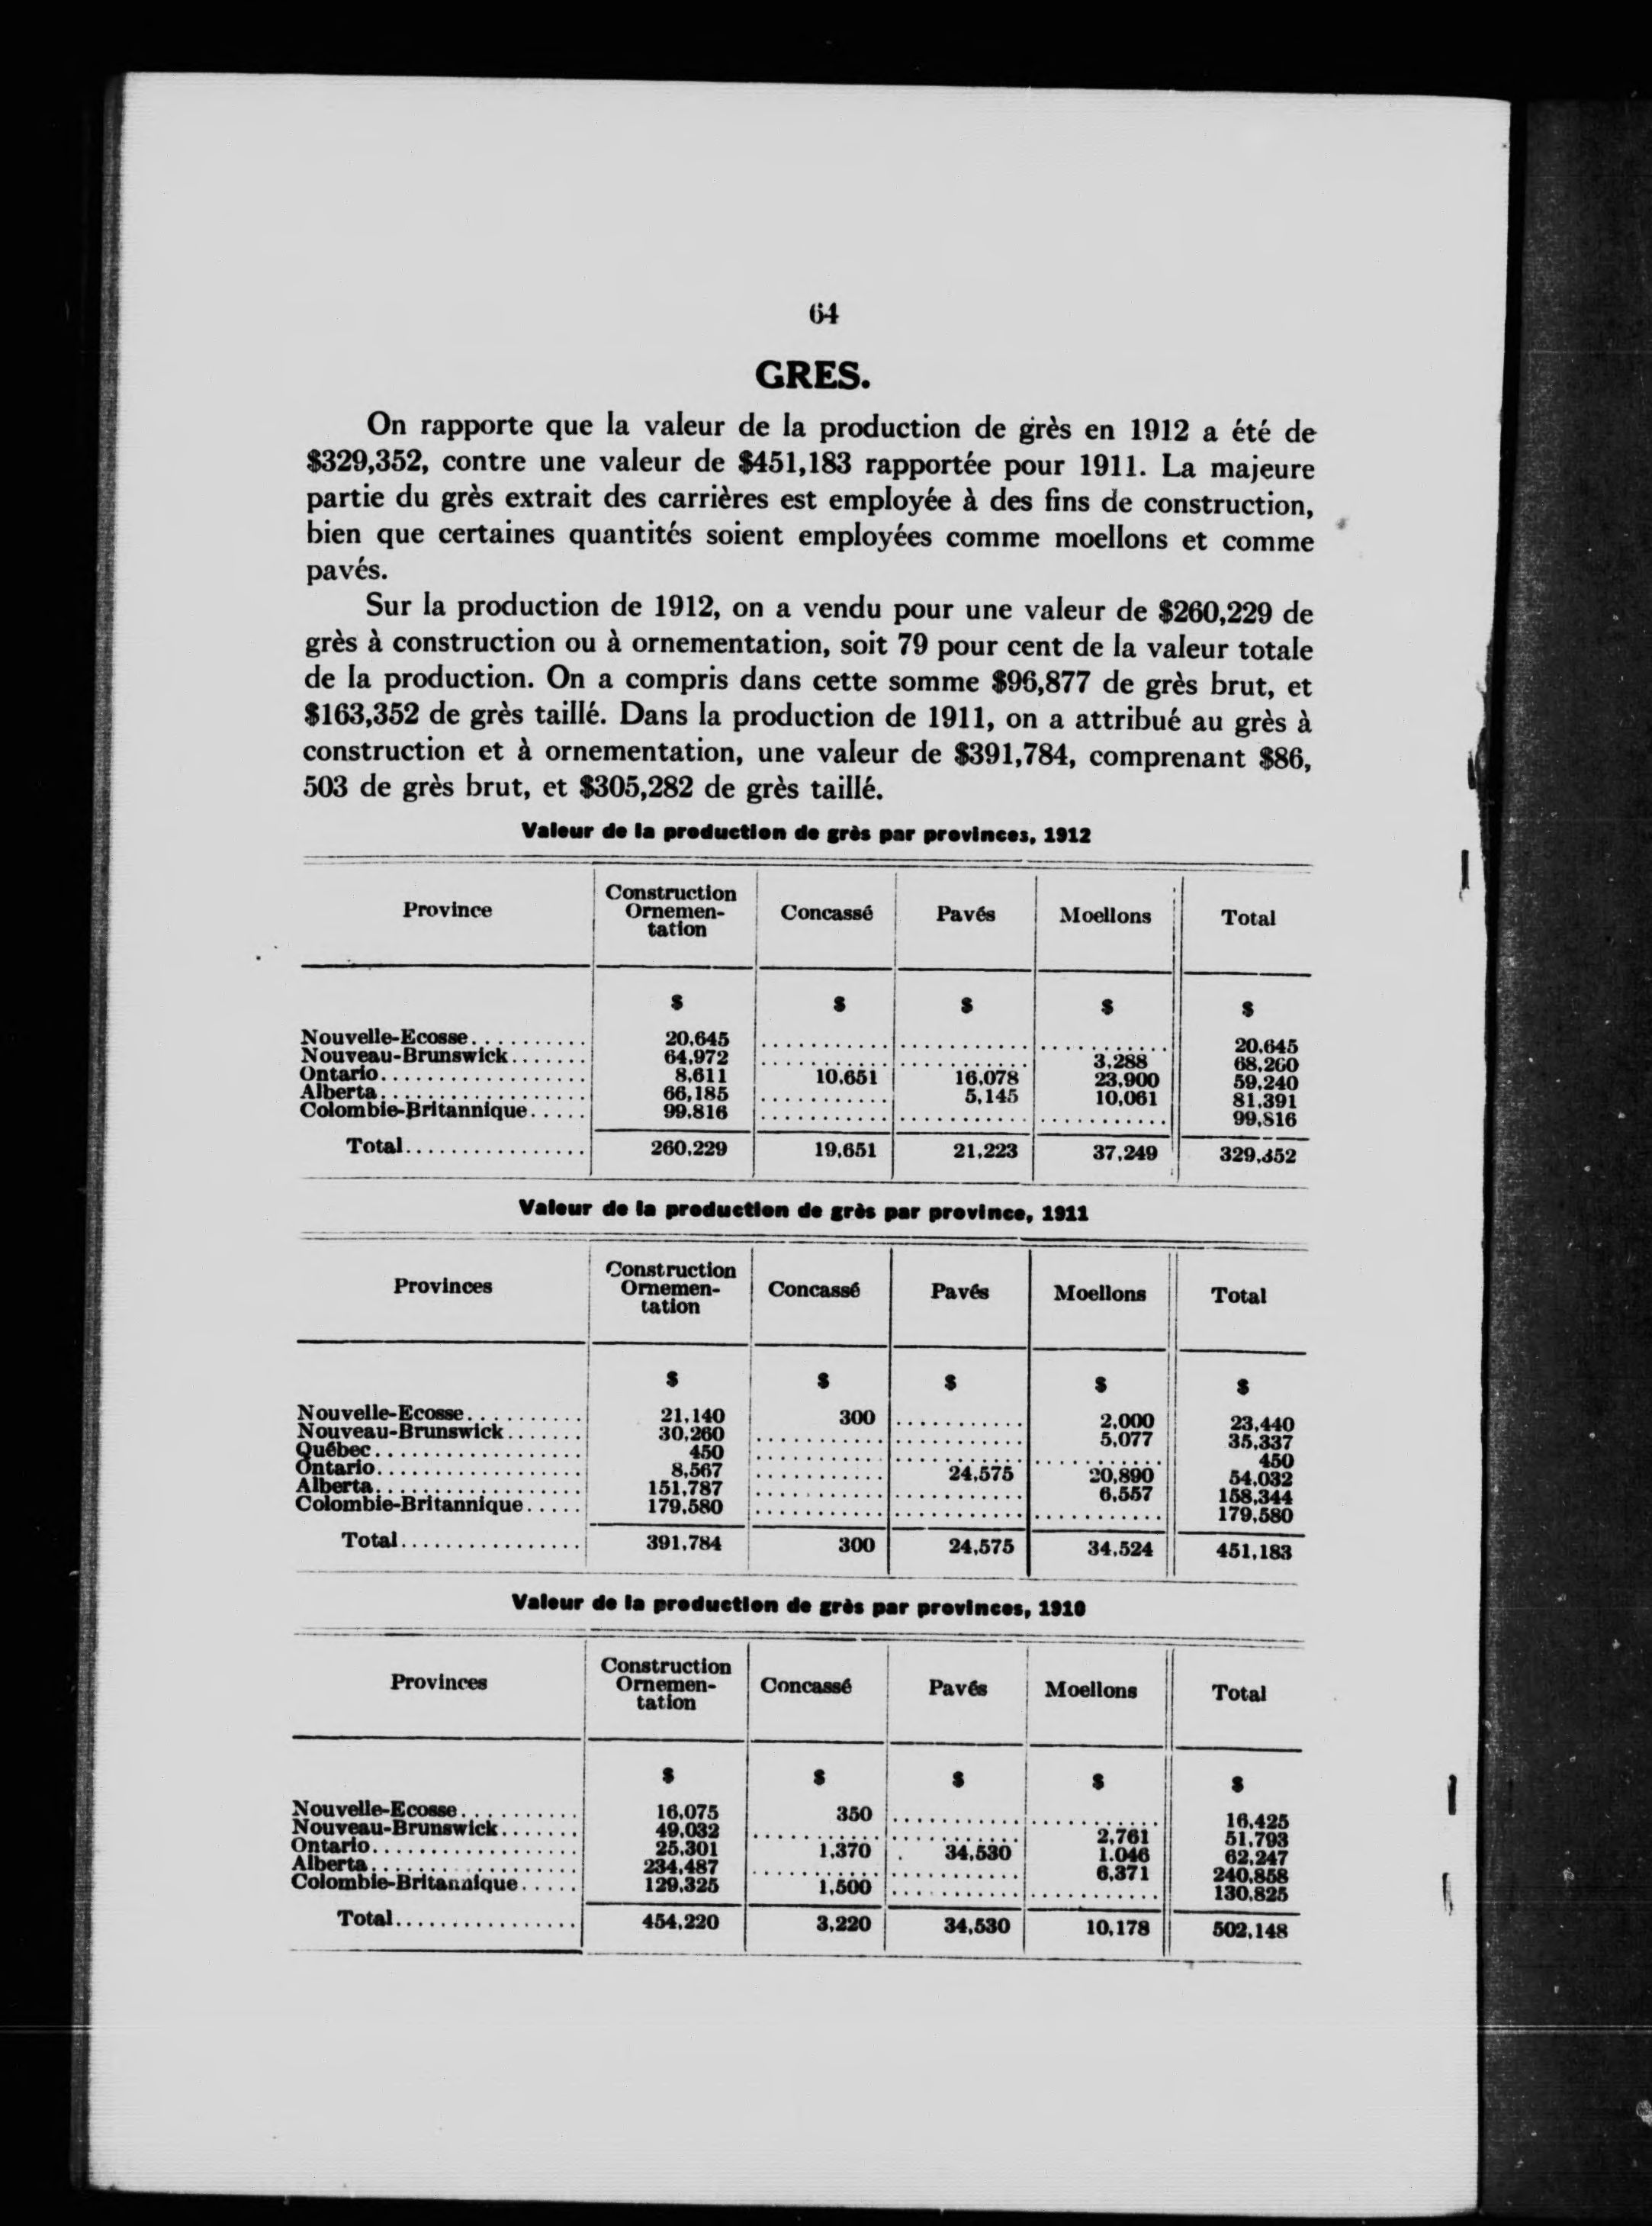 64
GRES.
On rapporte que la valeur de la production de grès en 1912 a été de
$329,352, contre une valeur de $451,183 rapportée pour 1911. La majeure
partie du grès extrait des carrières est employée à des fins de construction,
bien que certaines quantités soient employées comme moellons et comme
pavés.
Sur la production de 1912, on a vendu pour une valeur de $260,229 de
grès à construction ou à ornementation, soit 79 pour cent de la valeur totale
de la production. On a compris dans cette somme $96,877 de grès brut, et
$163,352 de grès taillé. Dans la production de 1911, on a attribué au grès à
construction et à ornementation, une valeur de $391,784, comprenant $86,
503 de grès brut, et $305,282 de grès taillé.
Valeur de la production de grès par provinces, 1912
Province | Construction Ornemen-tation | Concassé | Pavés | Moellons | Total
$ $ $ $ $
Nouvelle-Ecosse........... 20,645 ........... ........... ........... 20,645
Nouveau-Brunswick....... 64,972 ........... ........... 3,288 68,260
Ontario.................. 8,611 10,651 16,078 23,900 59,240
Alberta.................. 66,185 ........... 5,145 10,061 81,391
Colombie-Britannique..... 99,816 ........... ........... ........... 99,816
Total................ 260,229 19,651 21,223 37,249 329,352
Valeur de la production de grès par province, 1911
Provinces | Construction Ornemen-tation | Concassé | Pavés | Moellons | Total
$ $ $ $ $
Nouvelle-Ecosse........... 21,140 300 ........... 2,000 23,440
Nouveau-Brunswick....... 30,260 ........... ........... 5,077 35,337
Québec.................. 450 ........... ........... ........... 450
Ontario.................. 8,567 ........... 24,575 20,890 54,032
Alberta.................. 151,787 ........... ........... 6,557 158,344
Colombie-Britannique..... 179,580 ........... ........... ........... 179,580
Total................ 391,784 300 24,575 34,524 451,183
Valeur de la production de grès par provinces, 1910
Provinces | Construction Ornemen-tation | Concassé | Pavés | Moellons | Total
$ $ $ $ $
Nouvelle-Ecosse........... 16,075 350 ........... ........... 16,425
Nouveau-Brunswick....... 49,032 ........... ........... 2,761 51,793
Ontario.................. 25,301 1,370 34,530 1,046 62,247
Alberta.................. 234,487 ........... ........... 6,371 240,858
Colombie-Britannique..... 129,325 1,500 ........... ........... 130,825
Total................ 454,220 3,220 34,530 10,178 502,148